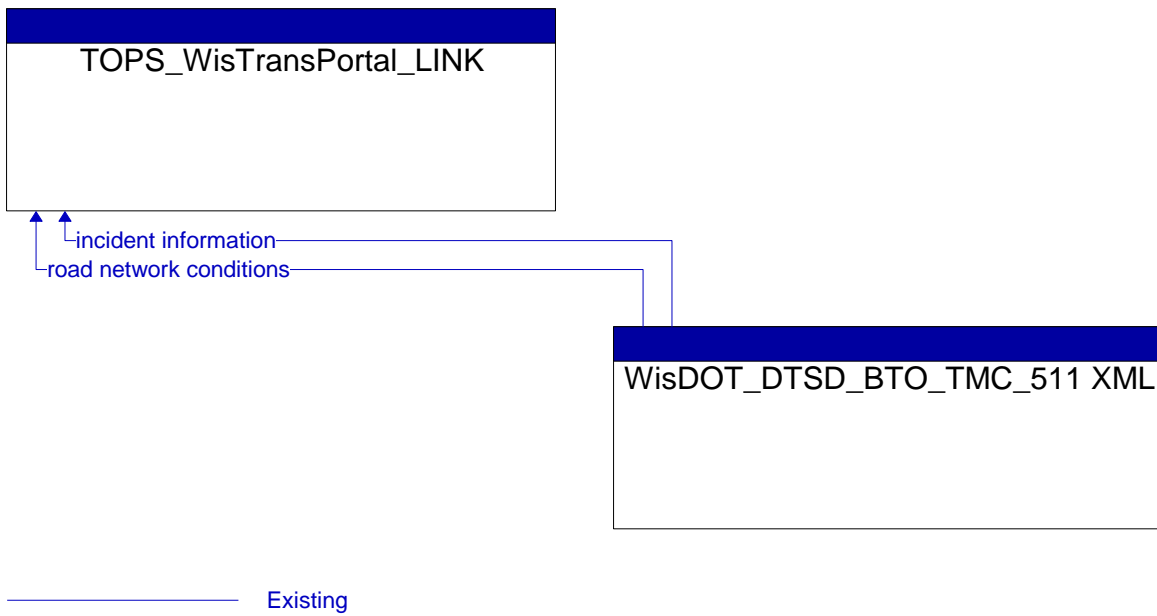 TOPS_WisTransPortal_LINK
incident information
road network conditions
WisDOT_DTSD_BTO_TMC_511 XML
Existing